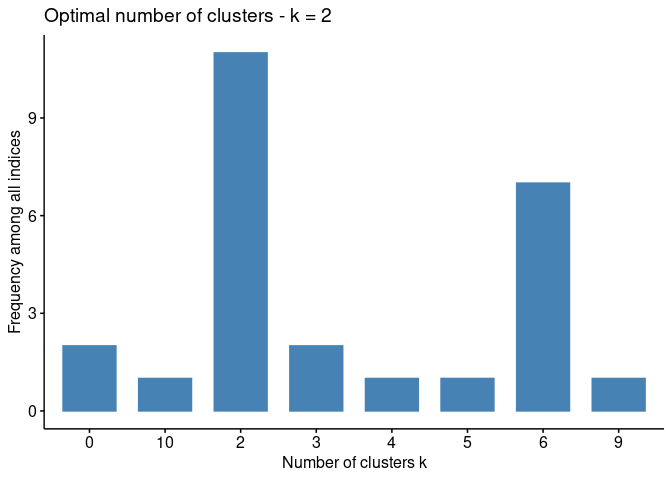 Optimal number of clusters - k = 2
Frequency among all indices
9
6
3
0
0 10 2 3 4 5 6 9
Number of clusters k